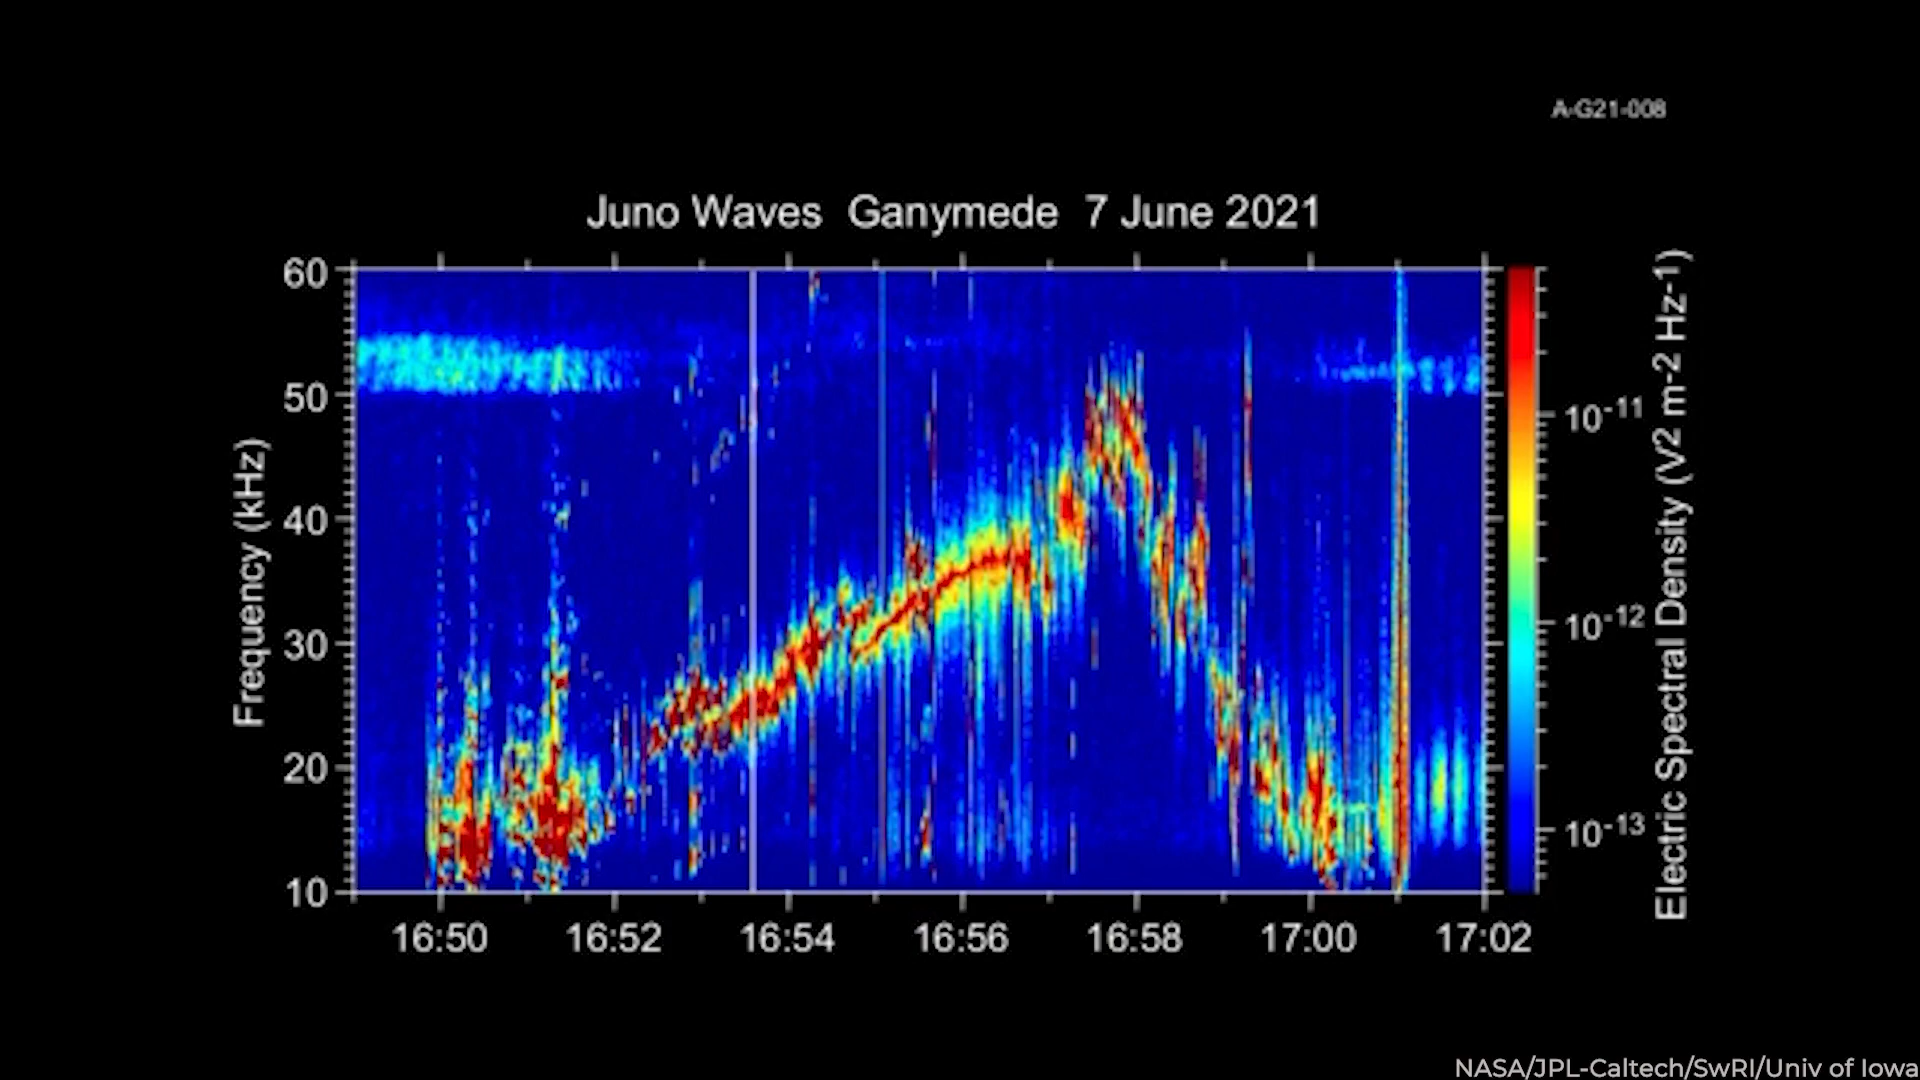 A-G21-008
Juno Waves Ganymede 7 June 2021
60
50
40
30
20
10
Frequency (kHz)
16:50 16:52 16:54 16:56 16:58 17:00 17:02
10-11
10-12
10-13
Electric Spectral Density (V2 m-2 Hz-1)
NASA/JPL-Caltech/SwRI/Univ of Iowa